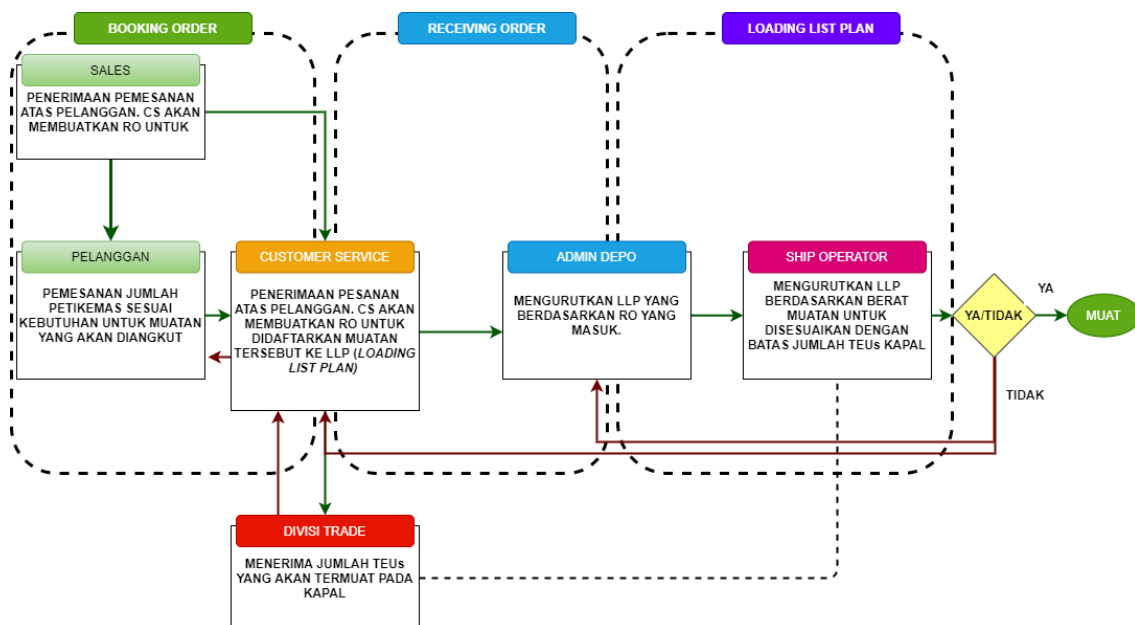 BOOKING ORDER
RECEIVING ORDER
LOADING LIST PLAN
SALES
PENERIMAAN PEMESANAN
ATAS PELANGGAN. CS AKAN
MEMBUATKAN RO UNTUK
PELANGGAN
PEMESANAN JUMLAH
PETIKEMAS SESUAI
KEBUTUHAN UNTUK MUATAN
YANG AKAN DIANGKUT
CUSTOMER SERVICE
PENERIMAAN PESANAN
ATAS PELANGGAN. CS AKAN
MEMBUATKAN RO UNTUK
DIDAFTARKAN MUATAN
TERSEBUT KE LLP (LOADING
LIST PLAN)
ADMIN DEPO
MENGURUTKAN LLP YANG
BERDASARKAN RO YANG
MASUK.
SHIP OPERATOR
MENGURUTKAN LLP
BERDASARKAN BERAT
MUATAN UNTUK
DISESUAIKAN DENGAN
BATAS JUMLAH TEUs KAPAL
YA/TIDAK
YA
MUAT
TIDAK
DIVISI TRADE
MENERIMA JUMLAH TEUs
YANG AKAN TERMUAT PADA
KAPAL